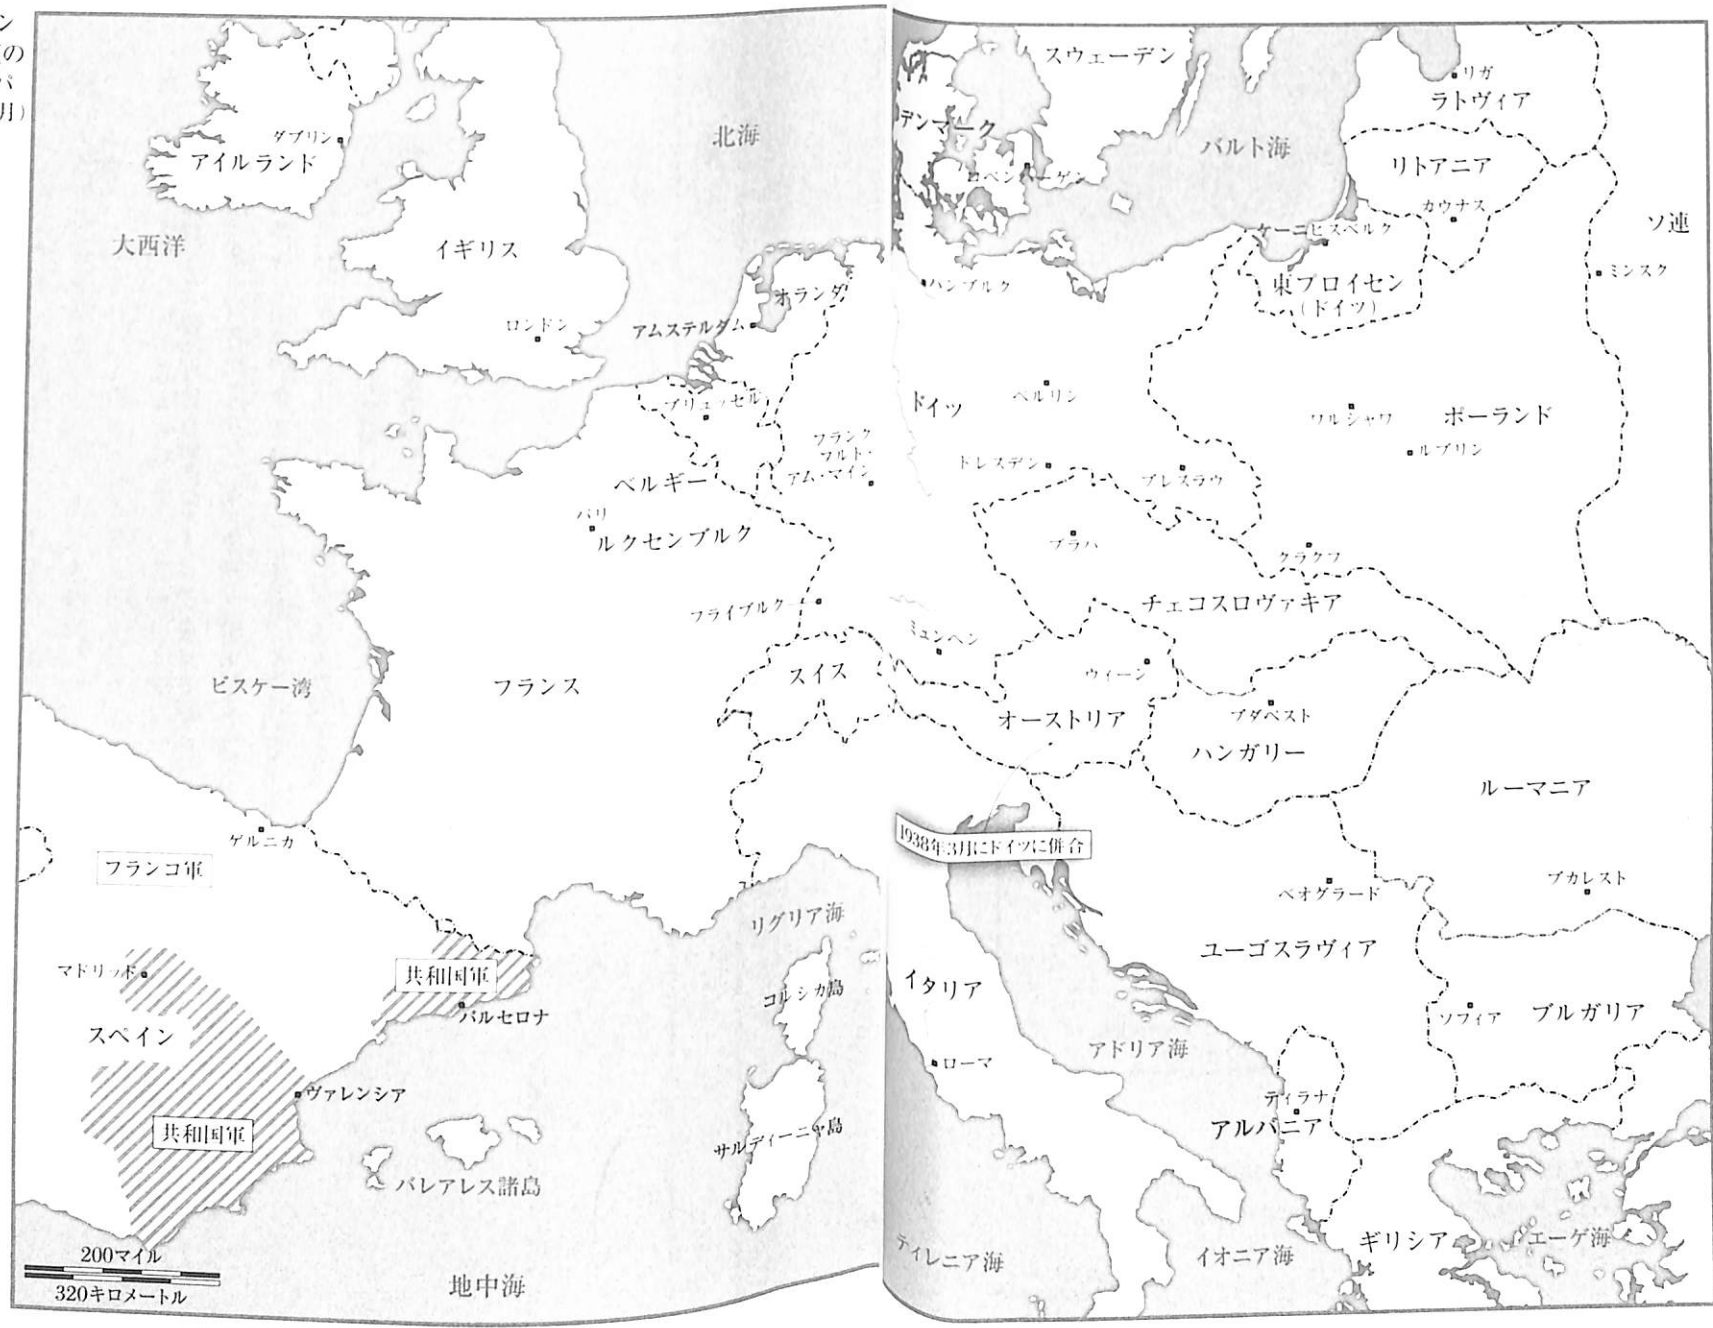 ン
の
パ
月)
ダブリン
アイルランド
大西洋
イギリス
ロンドン
北海
オランダ
アムステルダム
ブリュッセル
ベルギー
フランク
フルト・
アム・マイン
パリ
ルクセンブルク
フライブルク
スイス
ビスケー湾
フランス
ゲルニカ
フランコ軍
マドリード
共和国軍
バルセロナ
スペイン
ヴァレンシア
共和国軍
バレアレス諸島
リグリア海
コルシカ島
サルディーニャ島
200マイル
320キロメートル
地中海
スウェーデン
デンマーク
コペンハーゲン
バルト海
リガ
ラトヴィア
リトアニア
カウナス
ケーニヒスベルク
東プロイセン
(ドイツ)
ソ連
ミンスク
ハンブルク
ドイツ
ベルリン
ワルシャワ
ポーランド
ルブリン
ドレスデン
ブレスラウ
プラハ
クラクフ
チェコスロヴァキア
ミュンヘン
ウィーン
オーストリア
ブダペスト
ハンガリー
ルーマニア
1938年3月にドイツに併合
ベオグラード
ブカレスト
ユーゴスラヴィア
イタリア
ローマ
アドリア海
ソフィア
ブルガリア
ティラナ
アルバニア
ティレニア海
イオニア海
ギリシア
エーゲ海